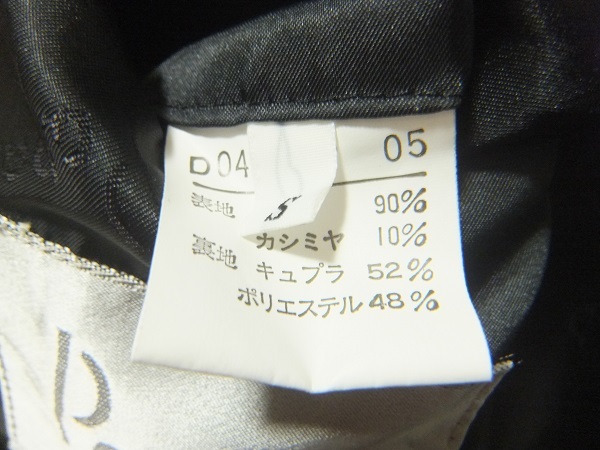 D04 05
表地 90%
S
カシミヤ 10%
裏地 キュプラ 52%
ポリエステル 48%